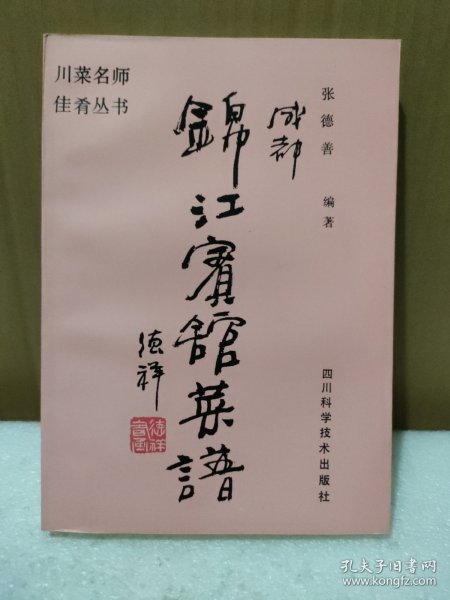 川菜名师
佳肴丛书
张德善 编著
成都
錦江賓舘菜譜
德祥
四川科学技术出版社
孔夫子旧书网
www.kongfz.com